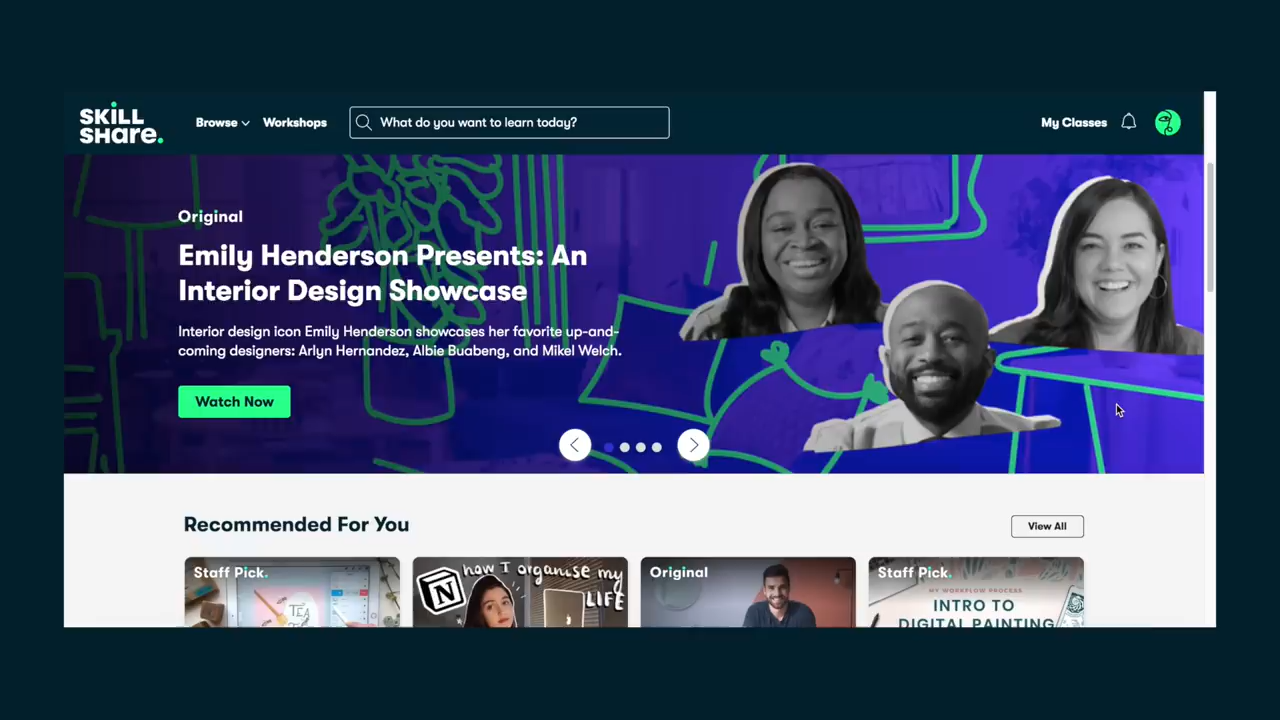 SKILL
SHare.
Browse
Workshops
What do you want to learn today?
My Classes
Original
Emily Henderson Presents: An
Interior Design Showcase
Interior design icon Emily Henderson showcases her favorite up-and-
coming designers: Arlyn Hernandez, Albie Buabeng, and Mikel Welch.
Watch Now
Recommended For You
View All
Staff Pick.
TEA
N
how I organise my
LIFE
Original
Staff Pick.
MY WORKFLOW PROCESS
INTRO TO
DIGITAL PAINTING